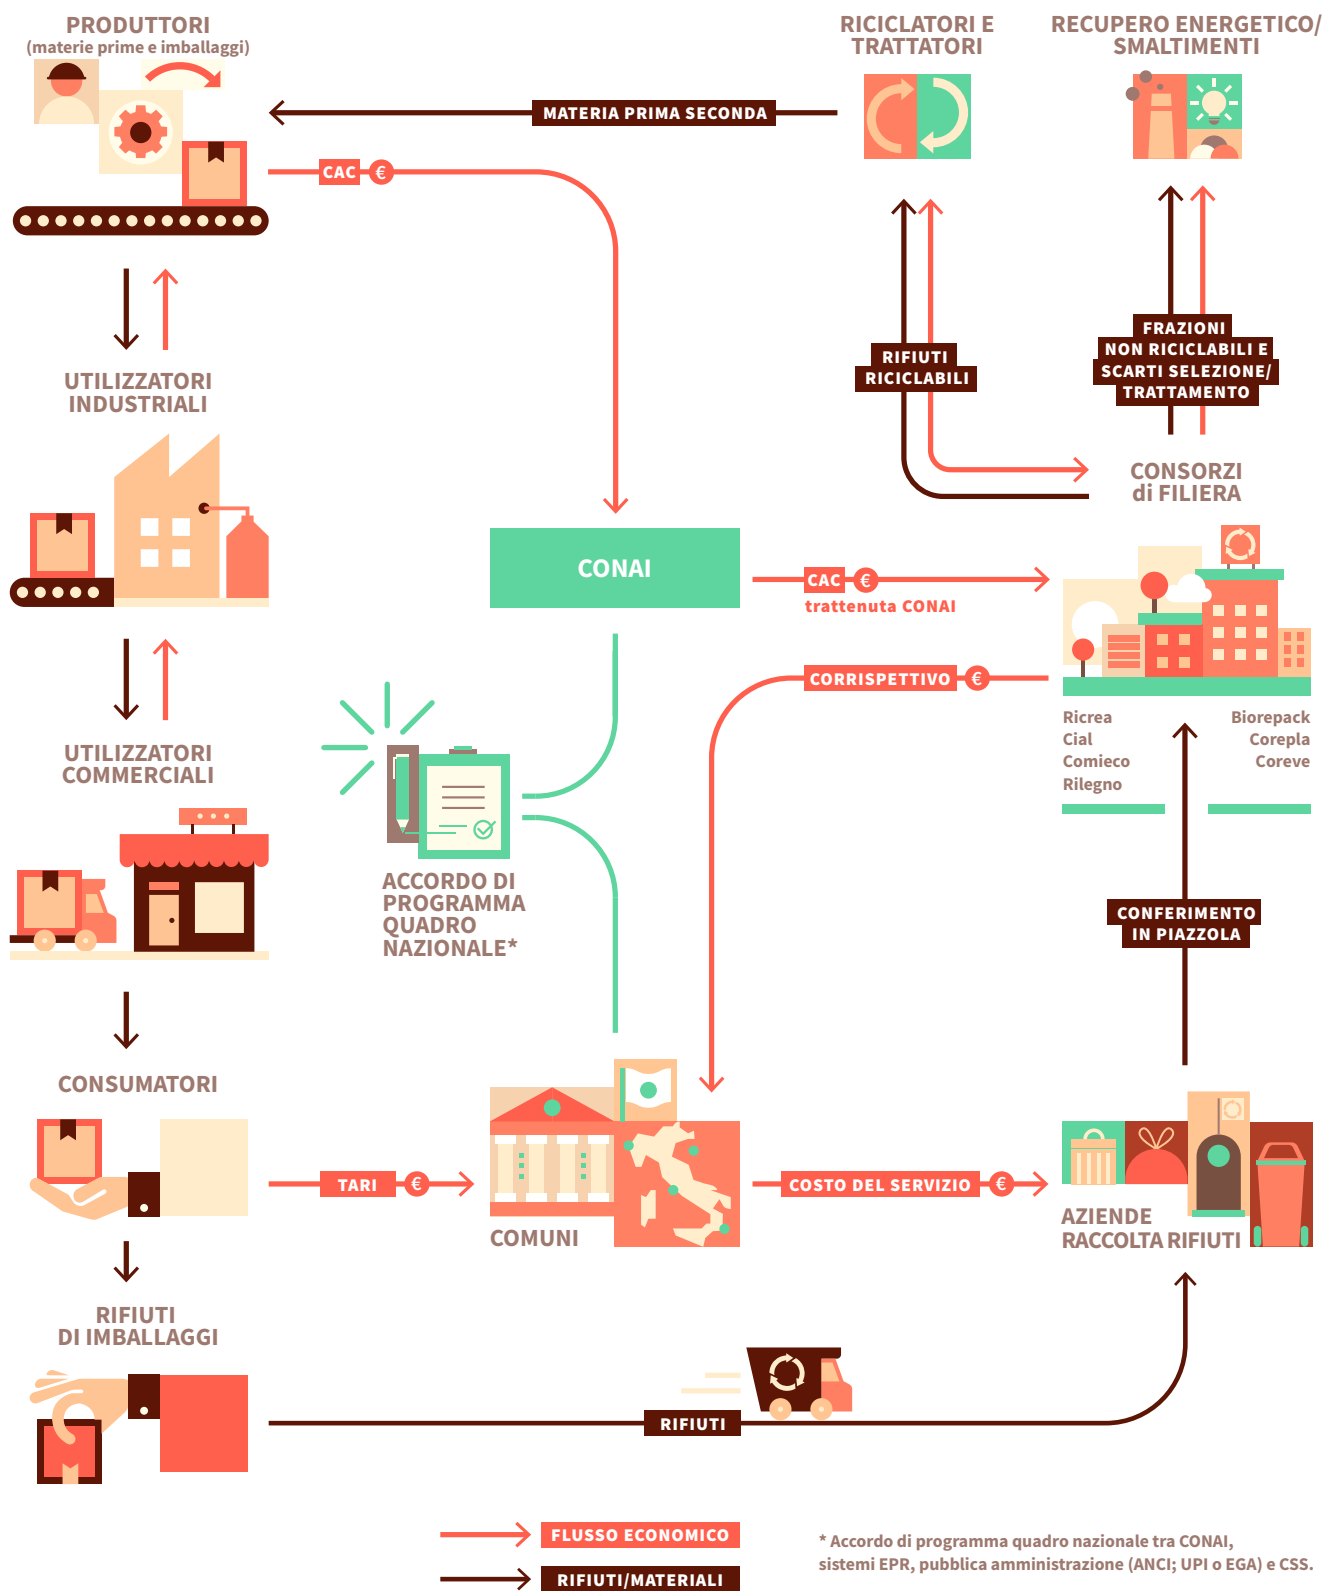 PRODUTTORI
(materie prime e imballaggi)
RICICLATORI E
TRATTATORI
RECUPERO ENERGETICO/
SMALTIMENTI
MATERIA PRIMA SECONDA
CAC €
RIFIUTI
RICICLABILI
FRAZIONI
NON RICICLABILI E
SCARTI SELEZIONE/
TRATTAMENTO
UTILIZZATORI
INDUSTRIALI
CONSORZI
di FILIERA
CONAI
CAC €
trattenuta CONAI
CORRISPETTIVO €
Ricrea
Cial
Comieco
Rilegno
Biorepack
Corepla
Coreve
UTILIZZATORI
COMMERCIALI
ACCORDO DI
PROGRAMMA
QUADRO
NAZIONALE*
CONFERIMENTO
IN PIAZZOLA
CONSUMATORI
TARI €
COMUNI
COSTO DEL SERVIZIO €
AZIENDE
RACCOLTA RIFIUTI
RIFIUTI
DI IMBALLAGGI
RIFIUTI
FLUSSO ECONOMICO
RIFIUTI/MATERIALI
* Accordo di programma quadro nazionale tra CONAI,
sistemi EPR, pubblica amministrazione (ANCI; UPI o EGA) e CSS.